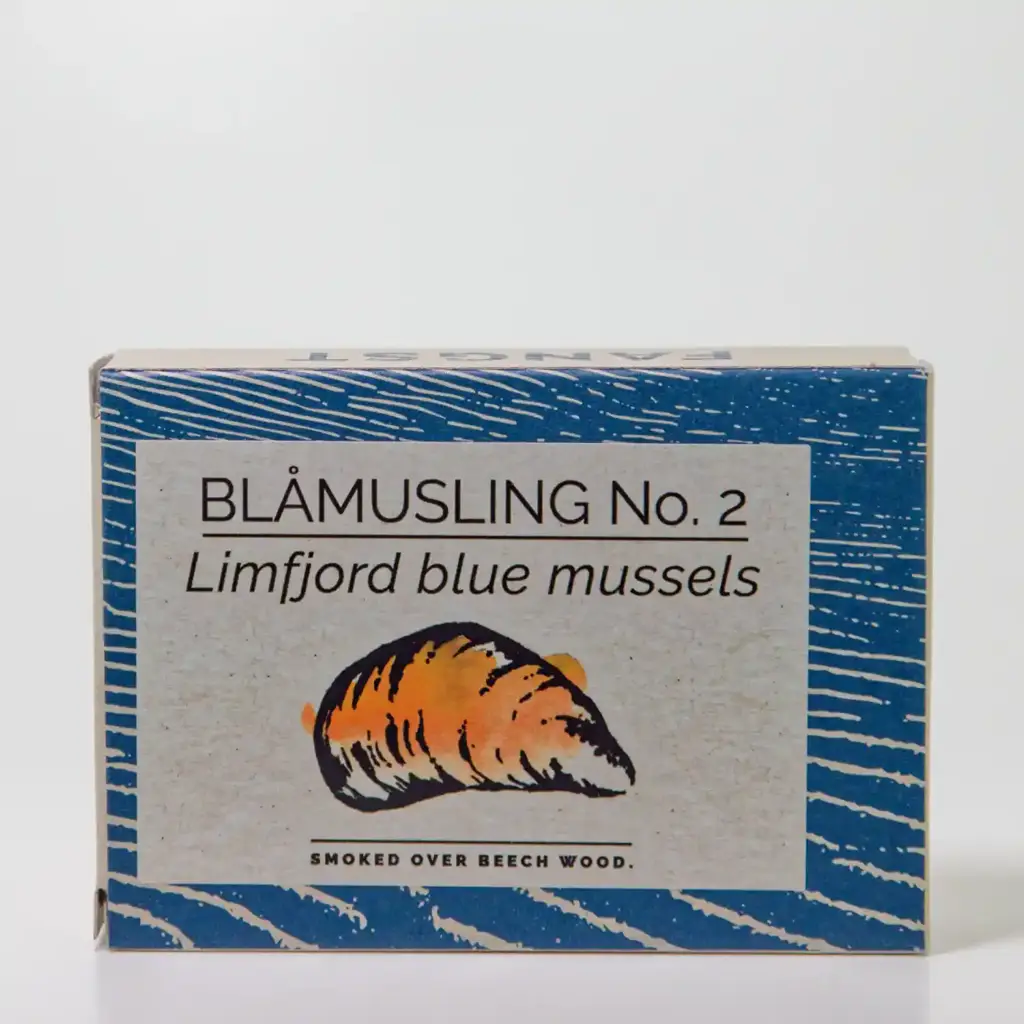 FANGST
BLÅMUSLING No. 2
Limfjord blue mussels
SMOKED OVER BEECH WOOD.